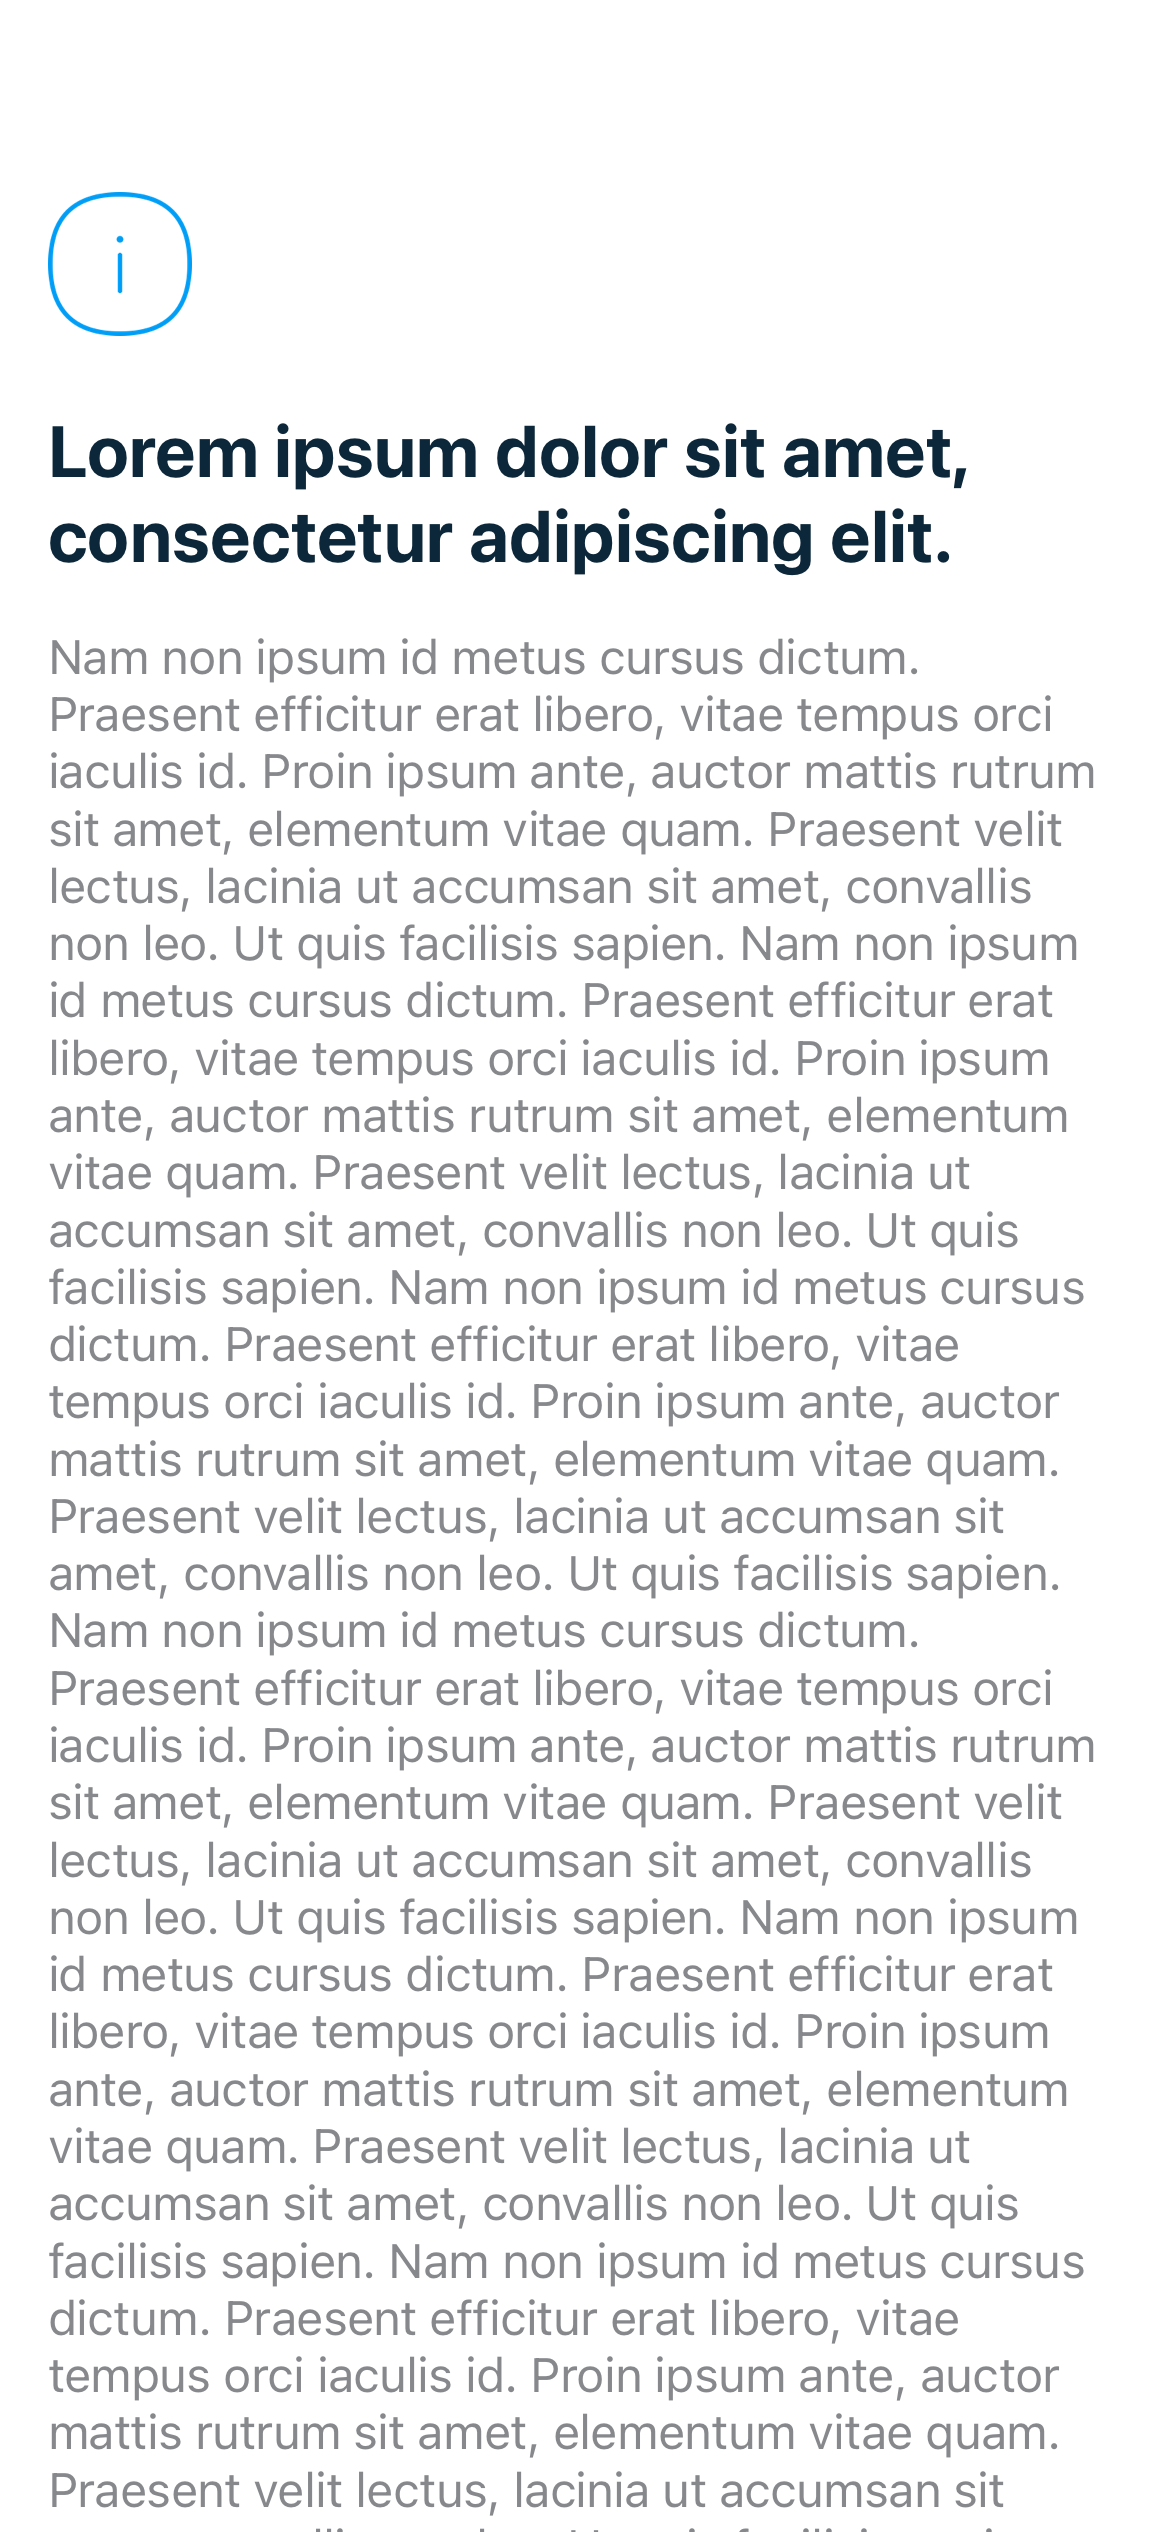 i
Lorem ipsum dolor sit amet,
consectetur adipiscing elit.
Nam non ipsum id metus cursus dictum.
Praesent efficitur erat libero, vitae tempus orci
iaculis id. Proin ipsum ante, auctor mattis rutrum
sit amet, elementum vitae quam. Praesent velit
lectus, lacinia ut accumsan sit amet, convallis
non leo. Ut quis facilisis sapien. Nam non ipsum
id metus cursus dictum. Praesent efficitur erat
libero, vitae tempus orci iaculis id. Proin ipsum
ante, auctor mattis rutrum sit amet, elementum
vitae quam. Praesent velit lectus, lacinia ut
accumsan sit amet, convallis non leo. Ut quis
facilisis sapien. Nam non ipsum id metus cursus
dictum. Praesent efficitur erat libero, vitae
tempus orci iaculis id. Proin ipsum ante, auctor
mattis rutrum sit amet, elementum vitae quam.
Praesent velit lectus, lacinia ut accumsan sit
amet, convallis non leo. Ut quis facilisis sapien.
Nam non ipsum id metus cursus dictum.
Praesent efficitur erat libero, vitae tempus orci
iaculis id. Proin ipsum ante, auctor mattis rutrum
sit amet, elementum vitae quam. Praesent velit
lectus, lacinia ut accumsan sit amet, convallis
non leo. Ut quis facilisis sapien. Nam non ipsum
id metus cursus dictum. Praesent efficitur erat
libero, vitae tempus orci iaculis id. Proin ipsum
ante, auctor mattis rutrum sit amet, elementum
vitae quam. Praesent velit lectus, lacinia ut
accumsan sit amet, convallis non leo. Ut quis
facilisis sapien. Nam non ipsum id metus cursus
dictum. Praesent efficitur erat libero, vitae
tempus orci iaculis id. Proin ipsum ante, auctor
mattis rutrum sit amet, elementum vitae quam.
Praesent velit lectus, lacinia ut accumsan sit